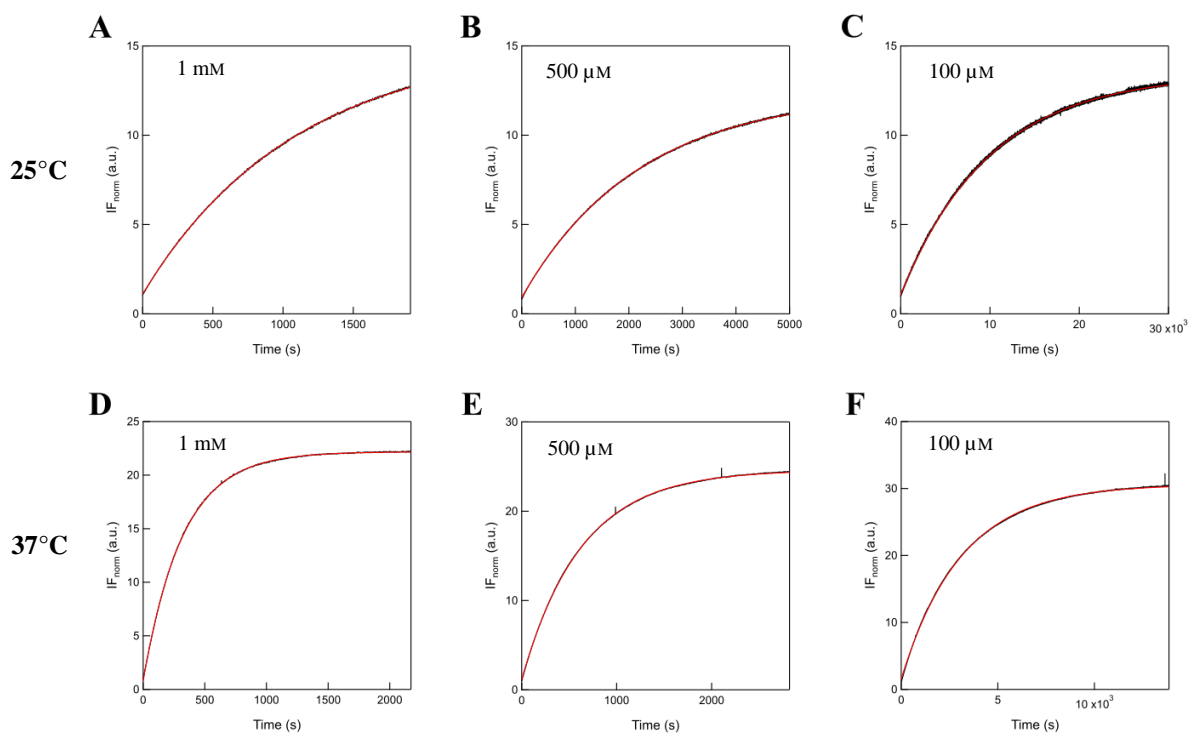 A
1 mM
25°C
IFnorm (a.u.)
15
10
5
0
0 500 1000 1500
Time (s)
B
500 µM
IFnorm (a.u.)
15
10
5
0
0 1000 2000 3000 4000 5000
Time (s)
C
100 µM
IFnorm (a.u.)
15
10
5
0
0 10 20 30 x10³
Time (s)
D
1 mM
37°C
IFnorm (a.u.)
25
20
15
10
5
0
0 500 1000 1500 2000
Time (s)
E
500 µM
IFnorm (a.u.)
30
20
10
0
0 1000 2000
Time (s)
F
100 µM
IFnorm (a.u.)
40
30
20
10
0
0 5 10 x10³
Time (s)